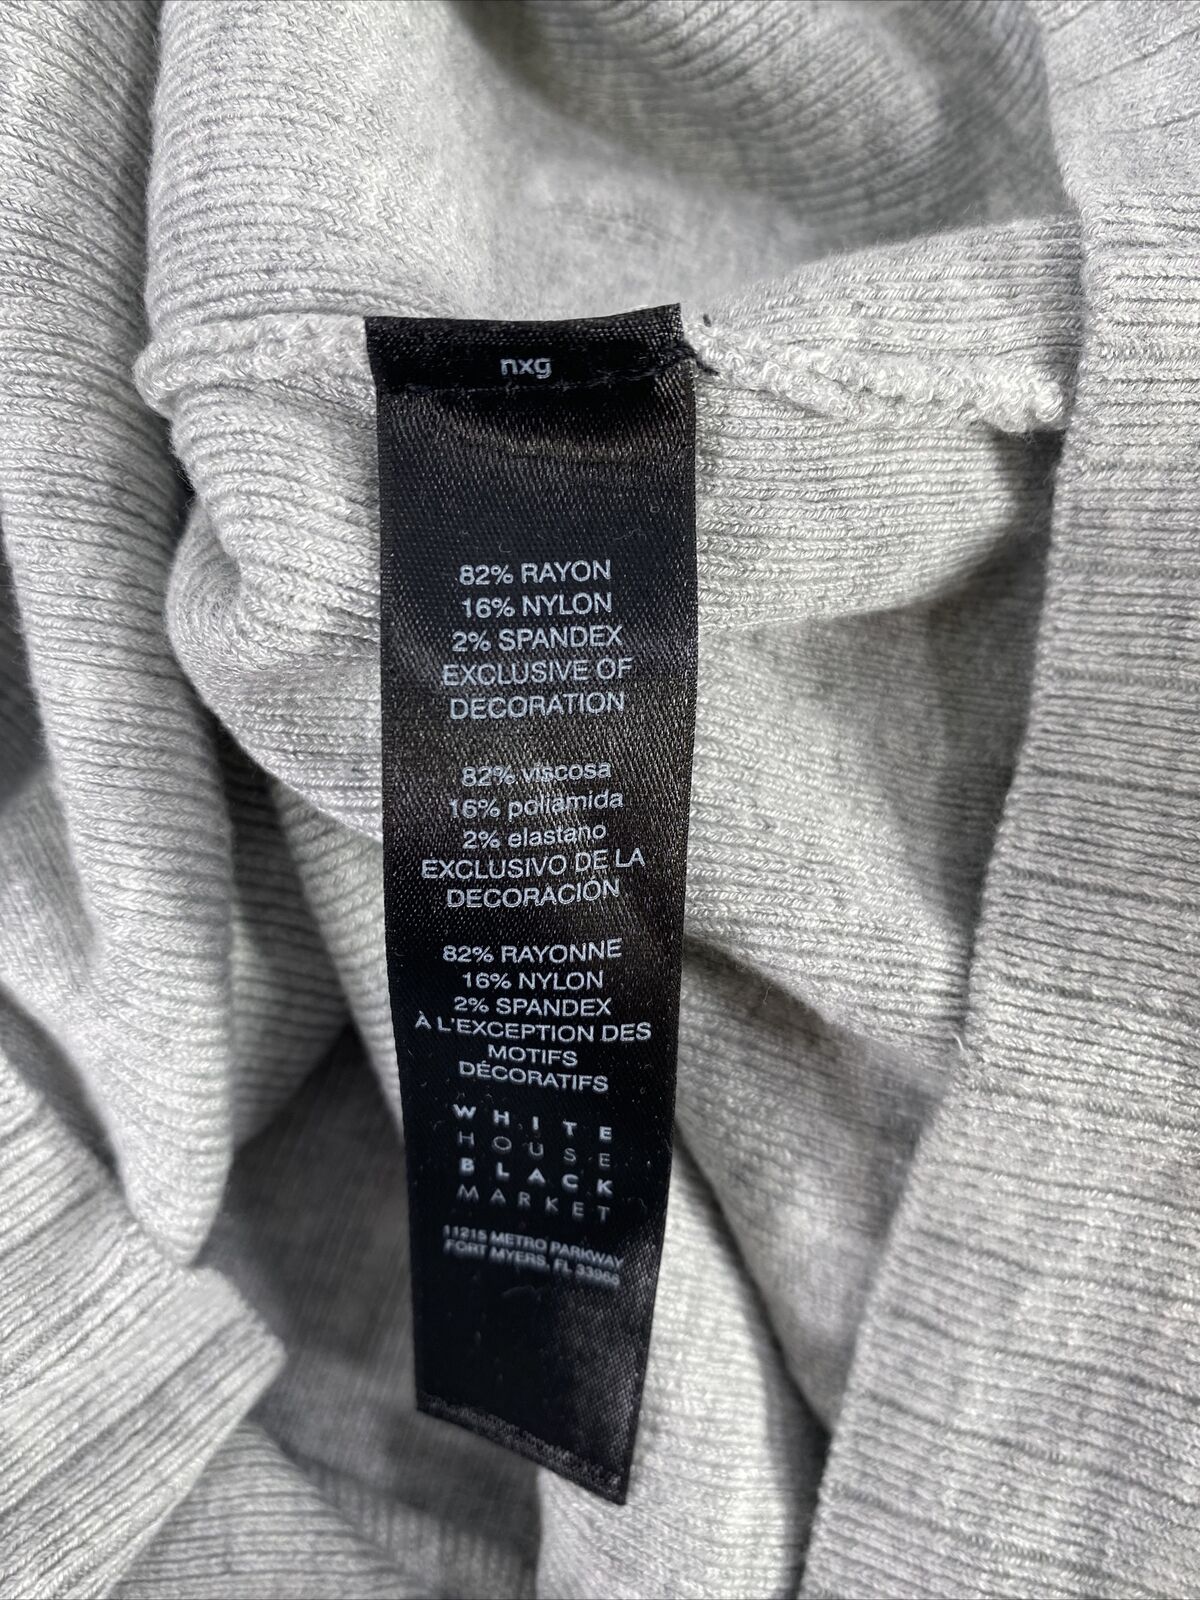 nxg
82% RAYON
16% NYLON
2% SPANDEX
EXCLUSIVE OF
DECORATION
82% viscosa
16% poliamida
2% elastano
EXCLUSIVO DE LA
DECORACIÓN
82% RAYONNE
16% NYLON
2% SPANDEX
À L'EXCEPTION DES
MOTIFS
DÉCORATIFS
WHITE
HOUSE
BLACK
MARKET
11215 METRO PARKWAY
FORT MYERS, FL